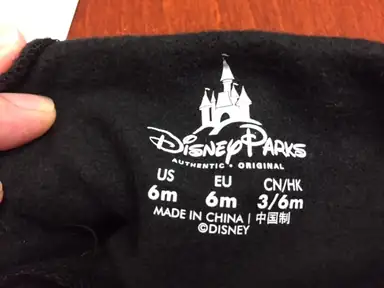 Disney Parks
AUTHENTIC • ORIGINAL
US EU CN/HK
6m 6m 3/6m
MADE IN CHINA | 中国制
©DISNEY